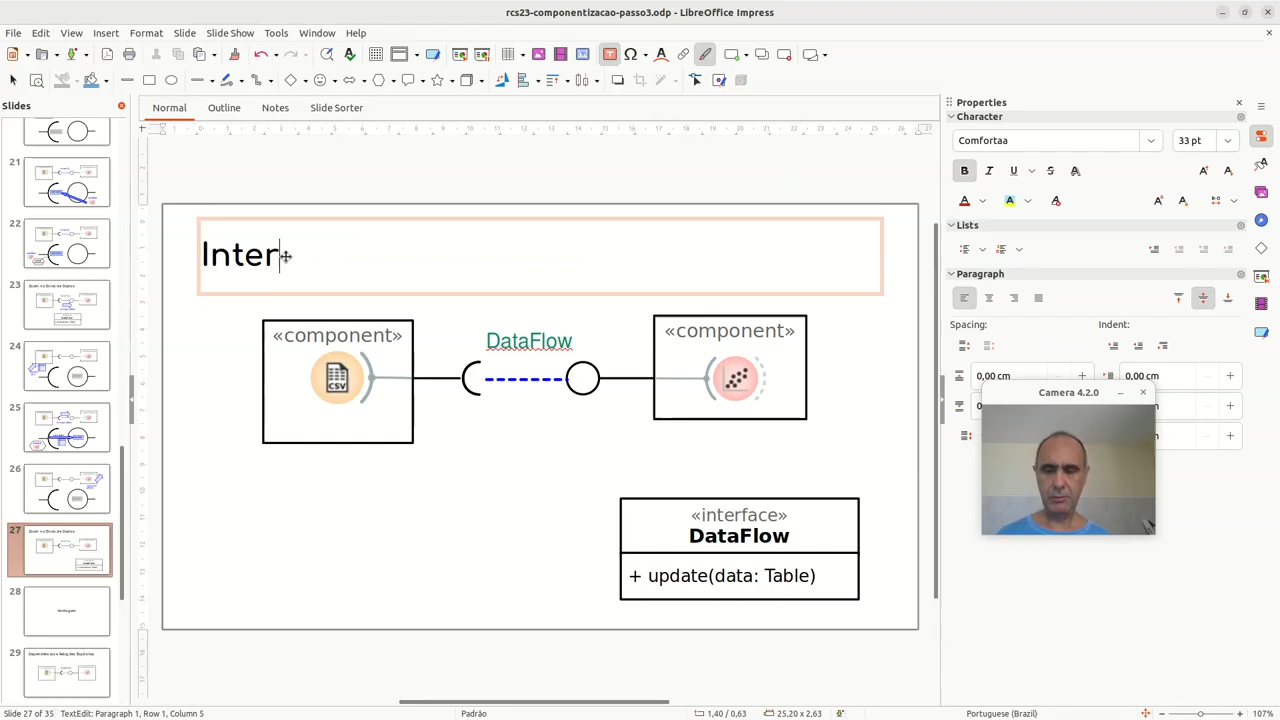 rcs23-componentizacao-passo3.odp - LibreOffice Impress
File Edit View Insert Format Slide Slide Show Tools Window Help
Slides
Normal Outline Notes Slide Sorter
21
22
23
24
25
26
27
28
29
Inter
«component»
CSV
DataFlow
«component»
«interface»
DataFlow
+ update(data: Table)
Properties
Character
Comfortaa
33 pt
Lists
Paragraph
Spacing:
Indent:
0,00 cm
0,00 cm
Camera 4.2.0
Slide 27 of 35
TextEdit: Paragraph 1, Row 1, Column 5
Padrão
1,40 / 0,63
25,20 x 2,63
Portuguese (Brazil)
107%